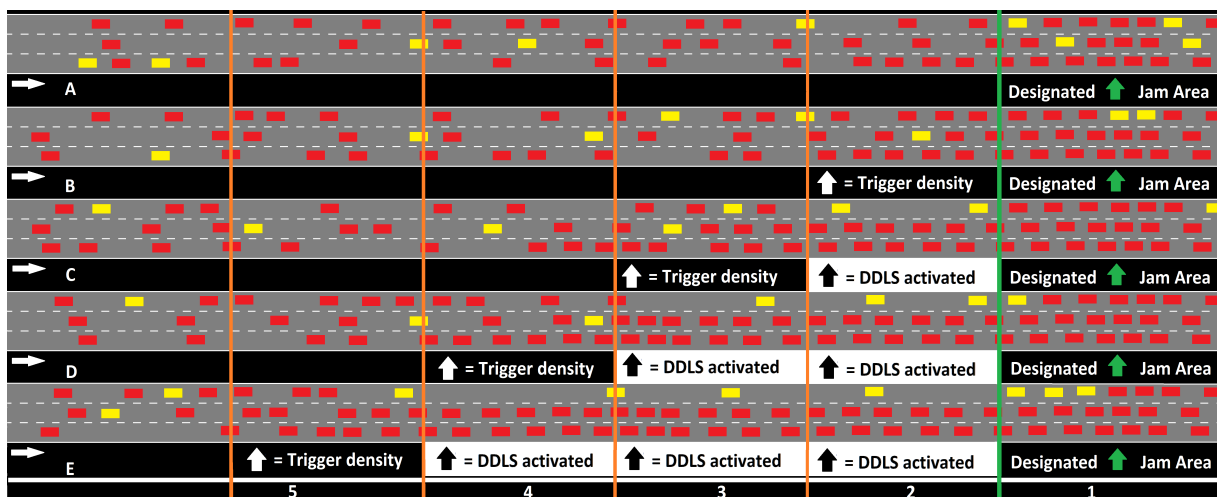 A Designated Jam Area
B = Trigger density Designated Jam Area
C = Trigger density = DDLS activated Designated Jam Area
D = Trigger density = DDLS activated = DDLS activated Designated Jam Area
E = Trigger density = DDLS activated = DDLS activated = DDLS activated Designated Jam Area
5 4 3 2 1